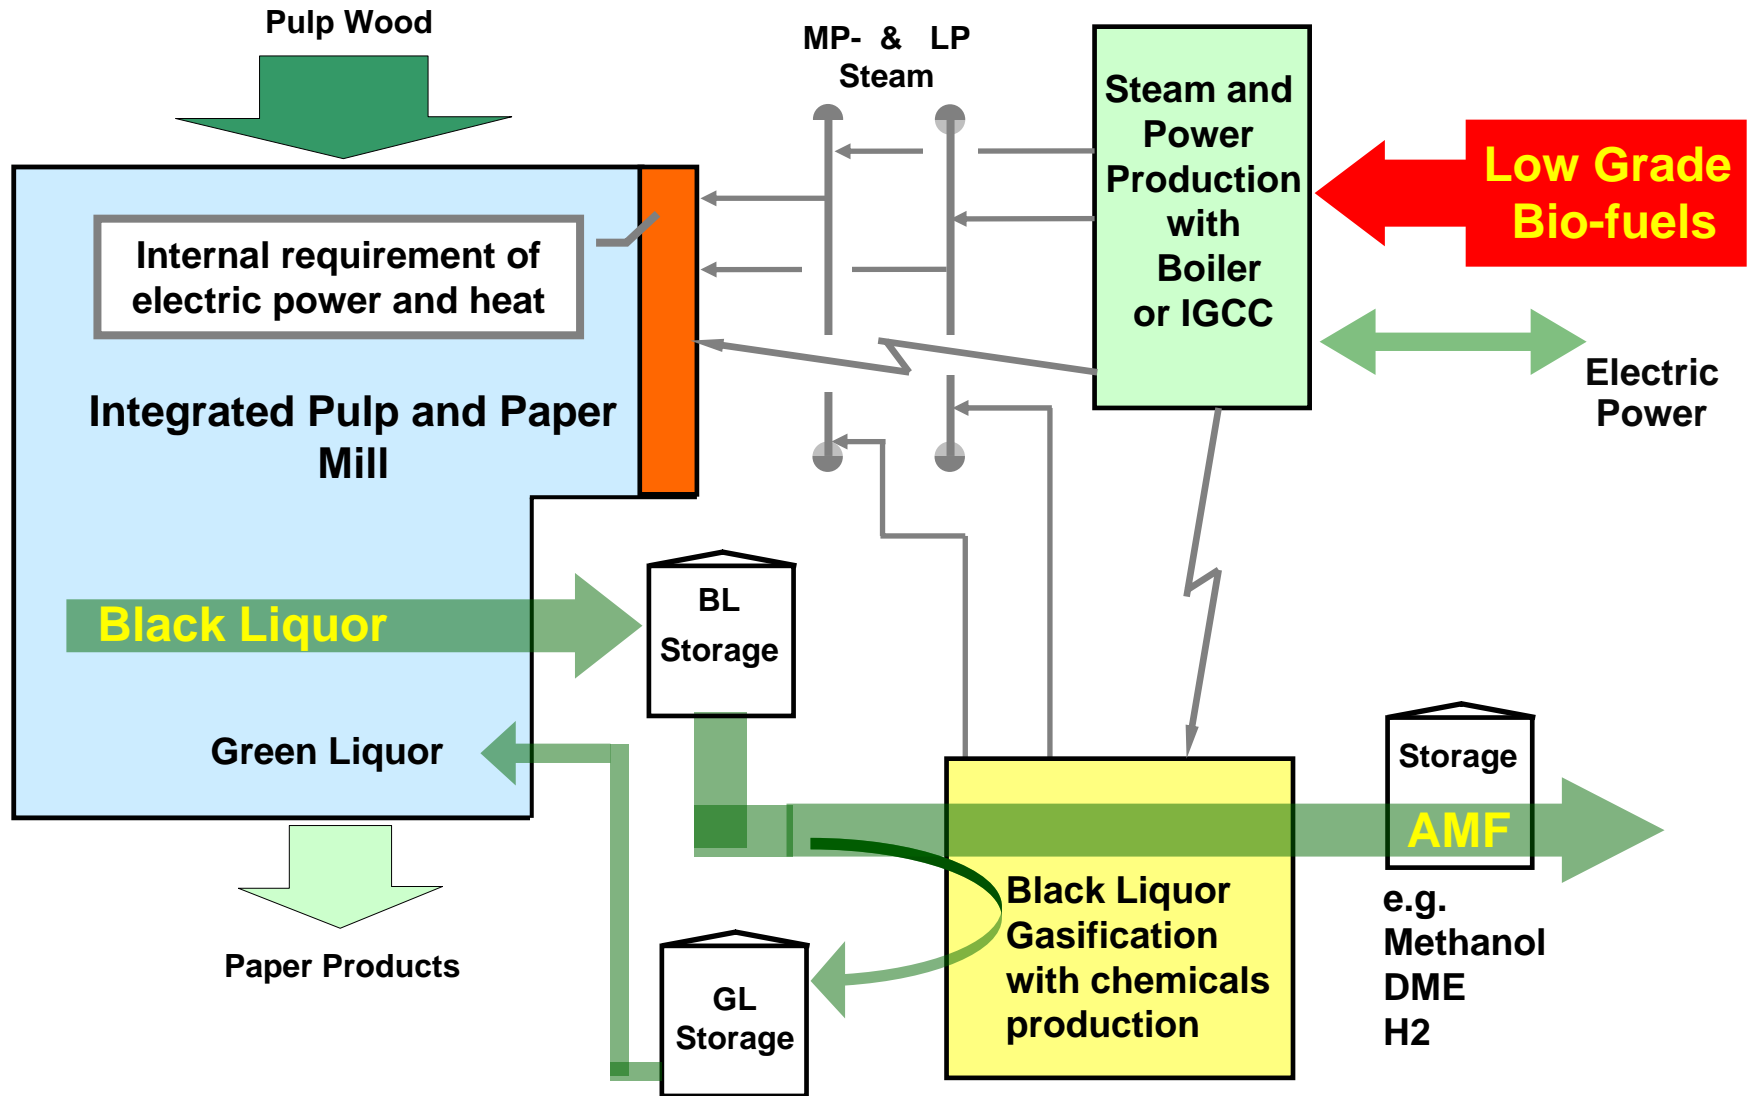 Pulp Wood
MP- & LP
Steam
Steam and
Power
Production
with
Boiler
or IGCC
Low Grade
Bio-fuels
Internal requirement of
electric power and heat
Electric
Power
Integrated Pulp and Paper
Mill
BL
Storage
Black Liquor
Green Liquor
Storage
AMF
Black Liquor
Gasification
with chemicals
production
e.g.
Methanol
DME
H2
Paper Products
GL
Storage